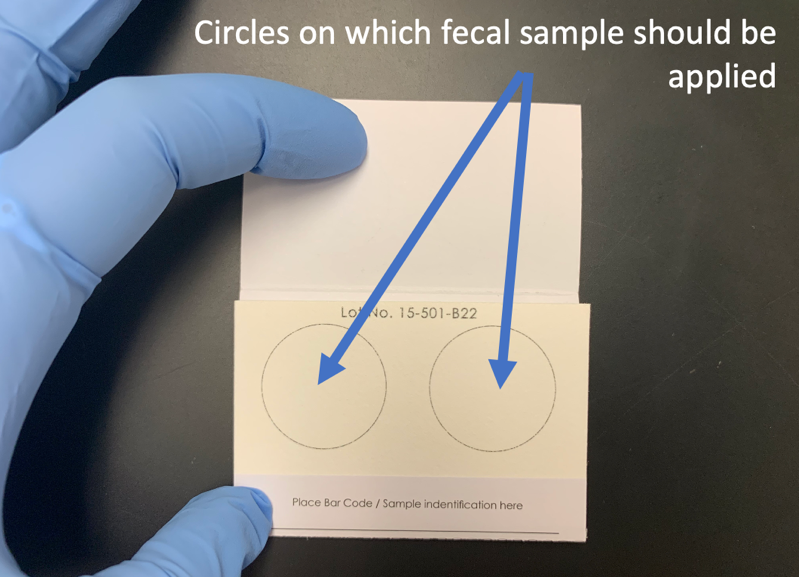 Circles on which fecal sample should be
applied
Lot No. 15-501-B22
Place Bar Code / Sample indentification here